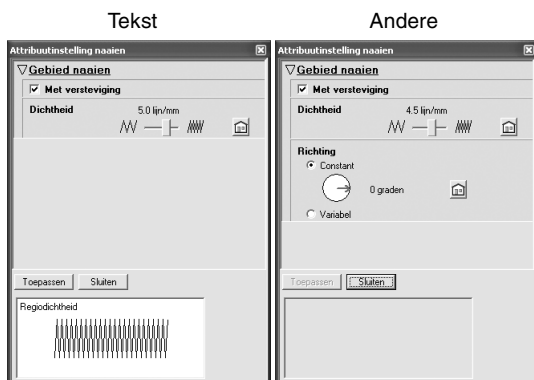 Tekst
Attribuutinstelling naaien
Gebied naaien
Met versteviging
Dichtheid
5.0 lijn/mm
Toepassen Sluiten
Regiodichtheid
Andere
Attribuutinstelling naaien
Gebied naaien
Met versteviging
Dichtheid
4.5 lijn/mm
Richting
Constant
0 graden
Variabel
Toepassen Sluiten